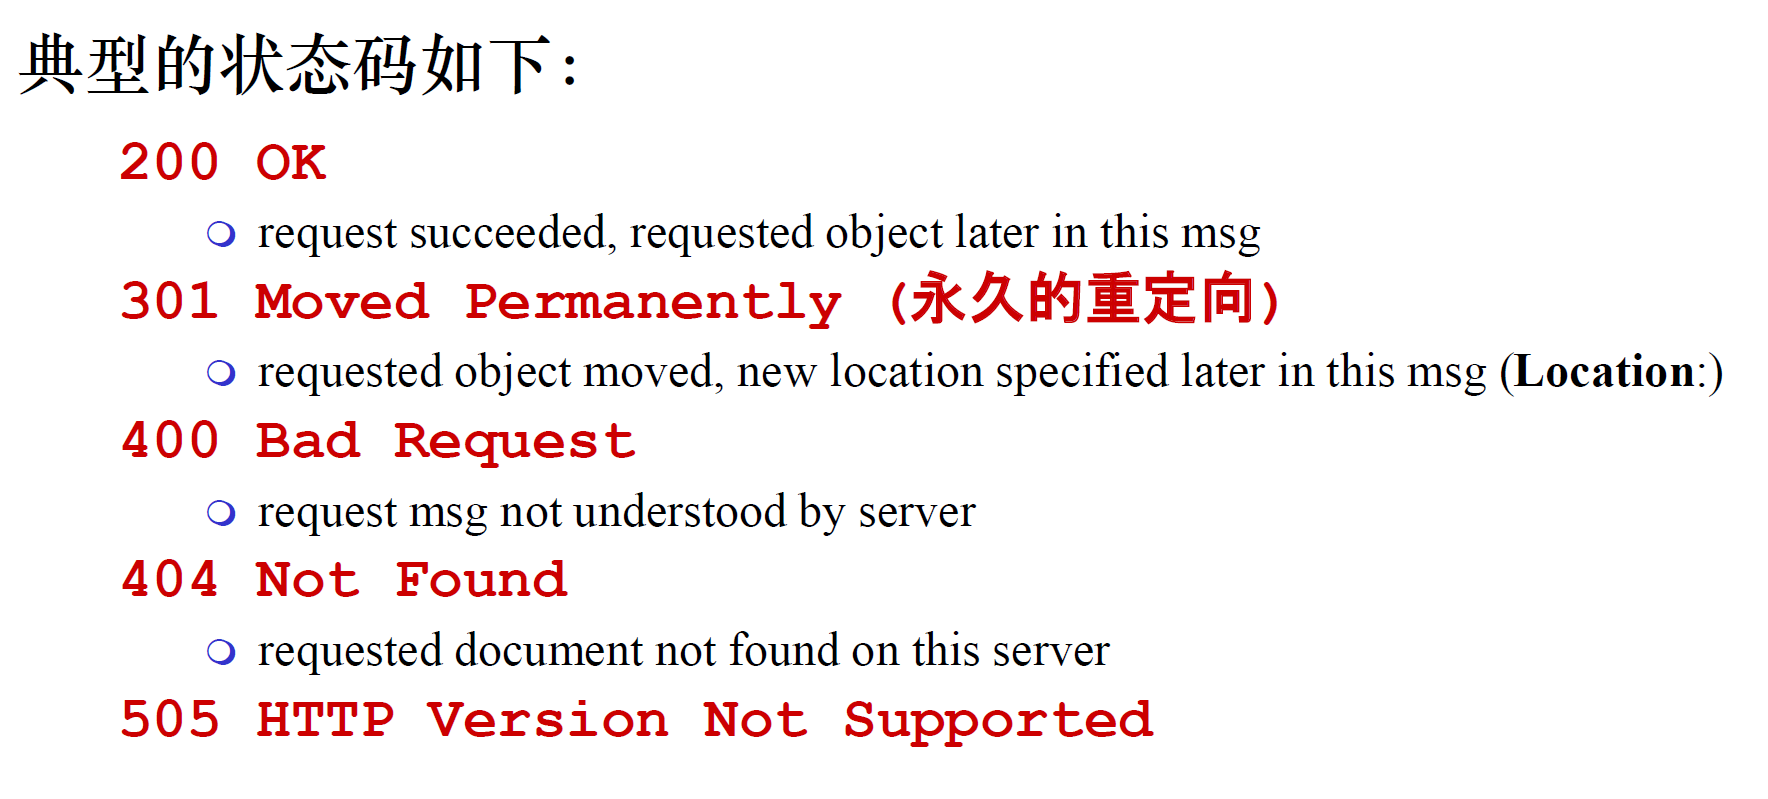 典型的状态码如下：
200 OK
request succeeded, requested object later in this msg
301 Moved Permanently (永久的重定向)
requested object moved, new location specified later in this msg (Location:)
400 Bad Request
request msg not understood by server
404 Not Found
requested document not found on this server
505 HTTP Version Not Supported